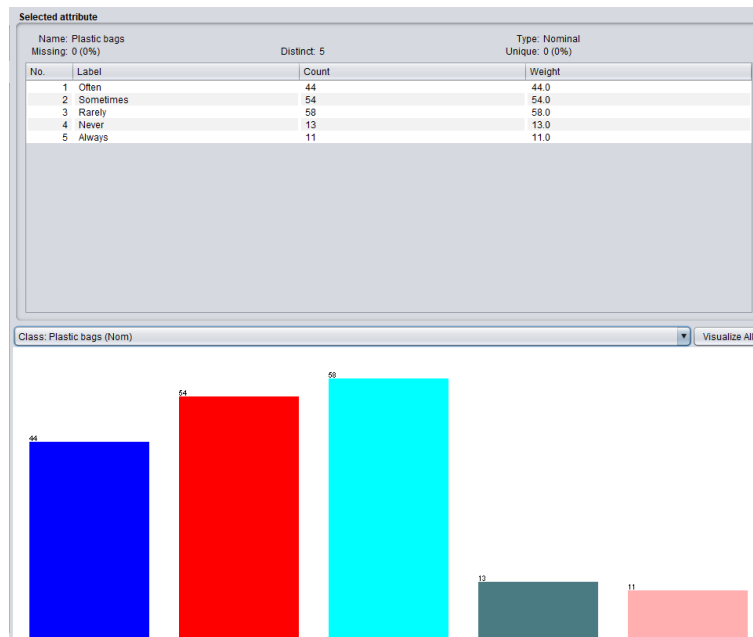 Selected attribute
Name: Plastic bags Type: Nominal
Missing: 0 (0%) Distinct: 5 Unique: 0 (0%)
No. Label Count Weight
1 Often 44 44.0
2 Sometimes 54 54.0
3 Rarely 58 58.0
4 Never 13 13.0
5 Always 11 11.0
Class: Plastic bags (Nom) Visualize All
58
54
44
13
11